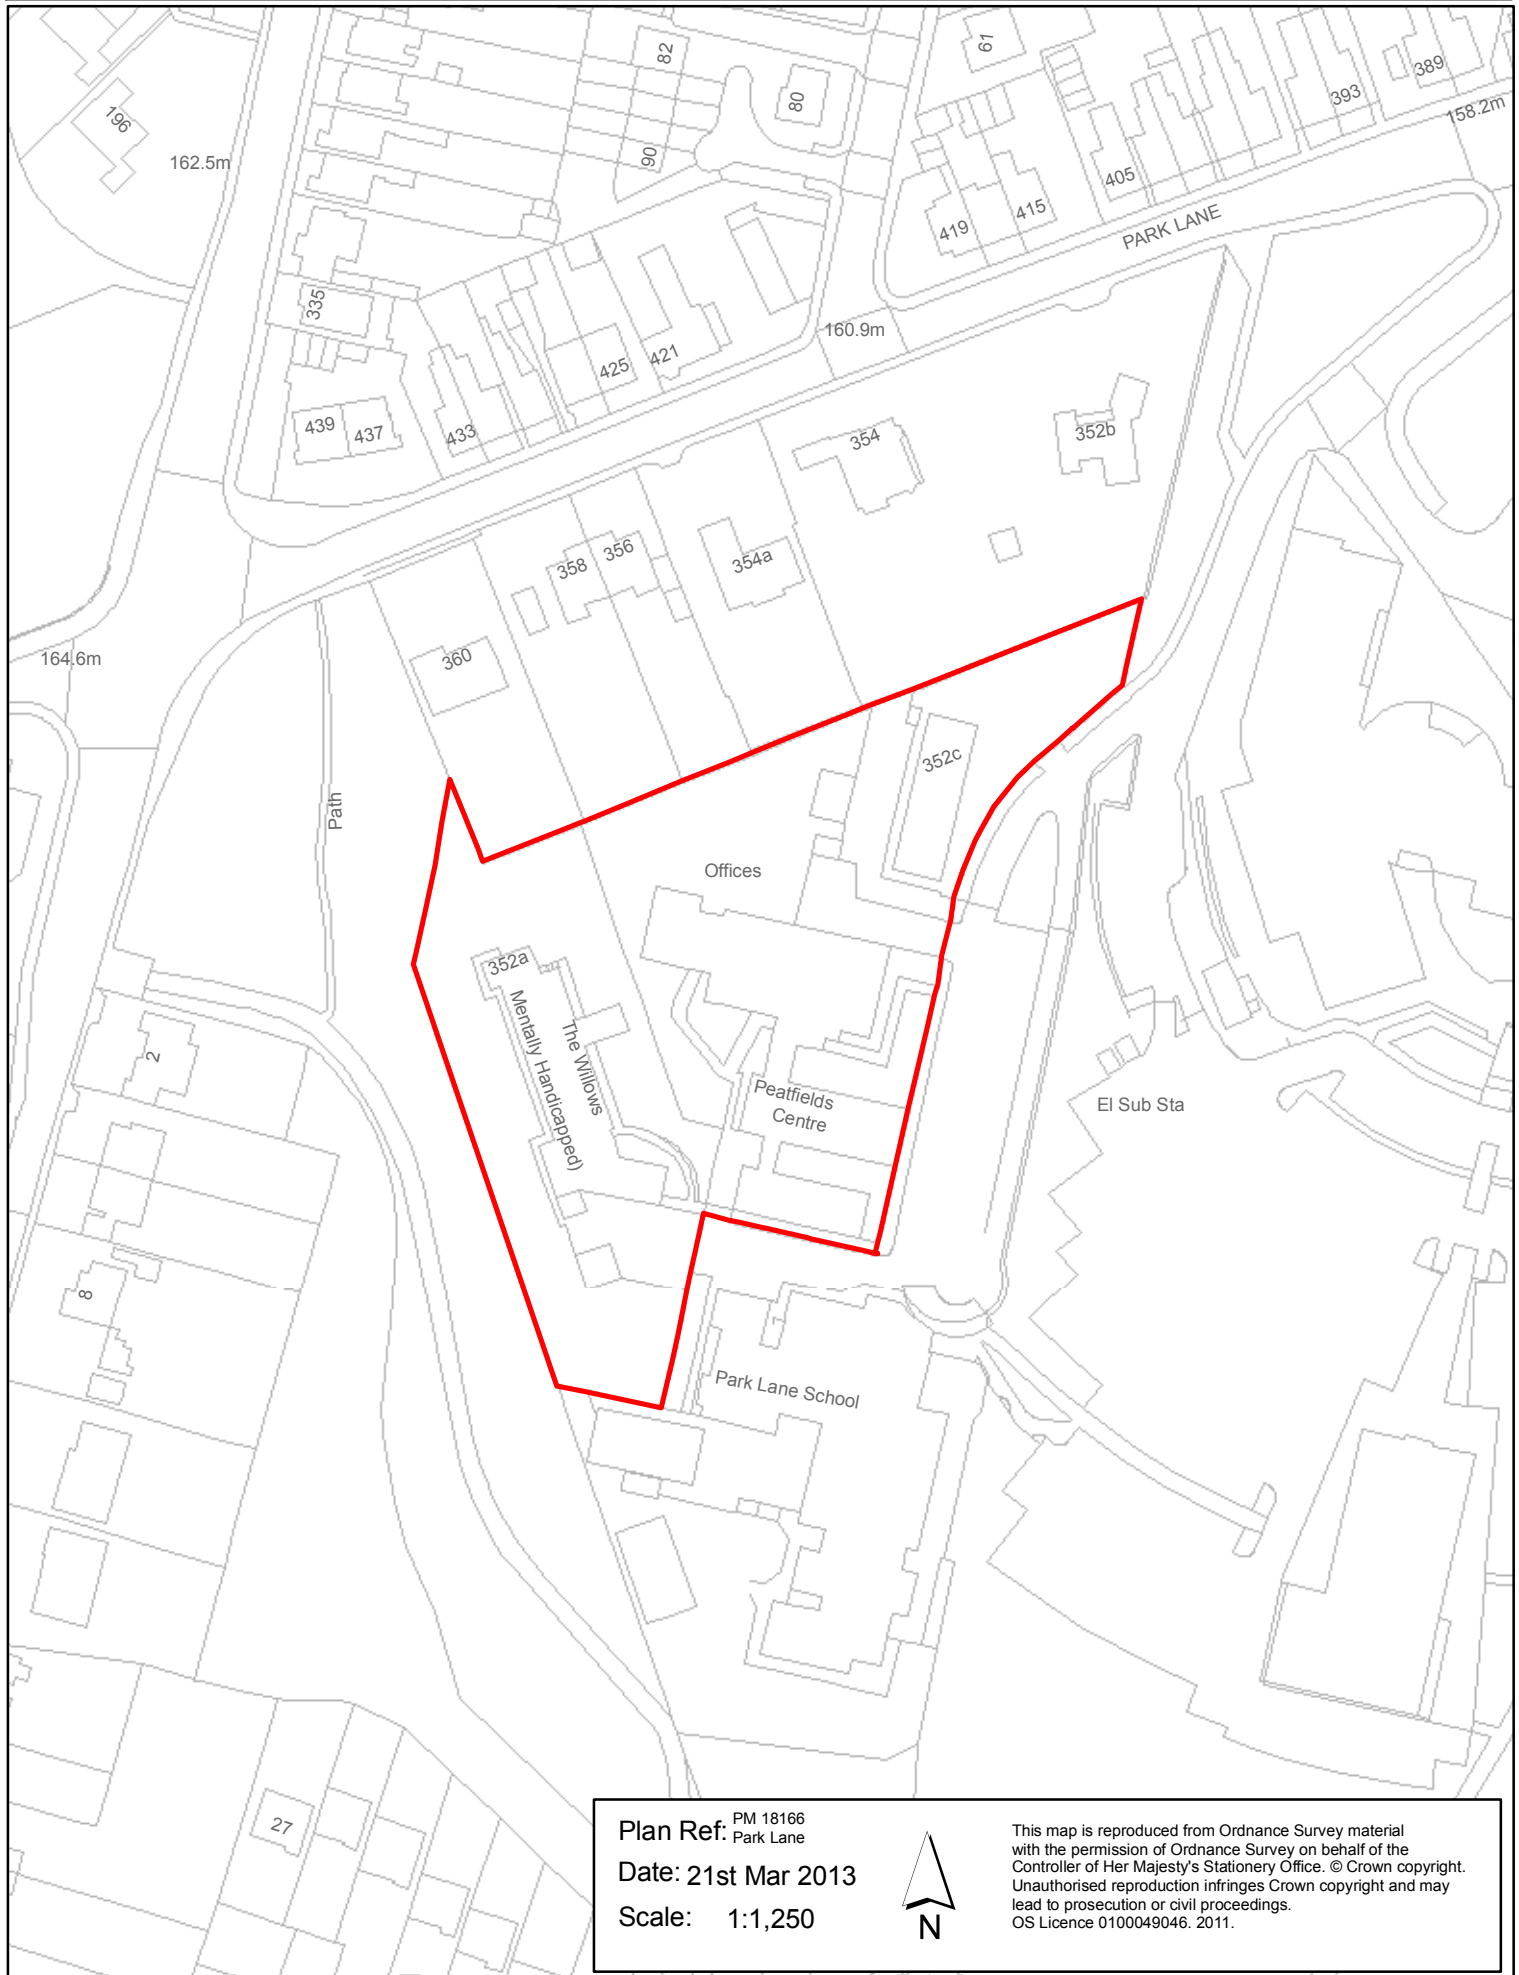 82
61
389
80
393
196
158.2m
162.5m
90
405
415
PARK LANE
419
335
160.9m
421
425
439
437
433
354
352b
358
356
354a
360
164.6m
352c
Path
Offices
352a
Mentally Handicapped)
The Willows
2
Peatfields
Centre
El Sub Sta
8
Park Lane School
27
Plan Ref: PM 18166
Park Lane
Date: 21st Mar 2013
Scale: 1:1,250
N
This map is reproduced from Ordnance Survey material
with the permission of Ordnance Survey on behalf of the
Controller of Her Majesty's Stationery Office. © Crown copyright.
Unauthorised reproduction infringes Crown copyright and may
lead to prosecution or civil proceedings.
OS Licence 0100049046. 2011.